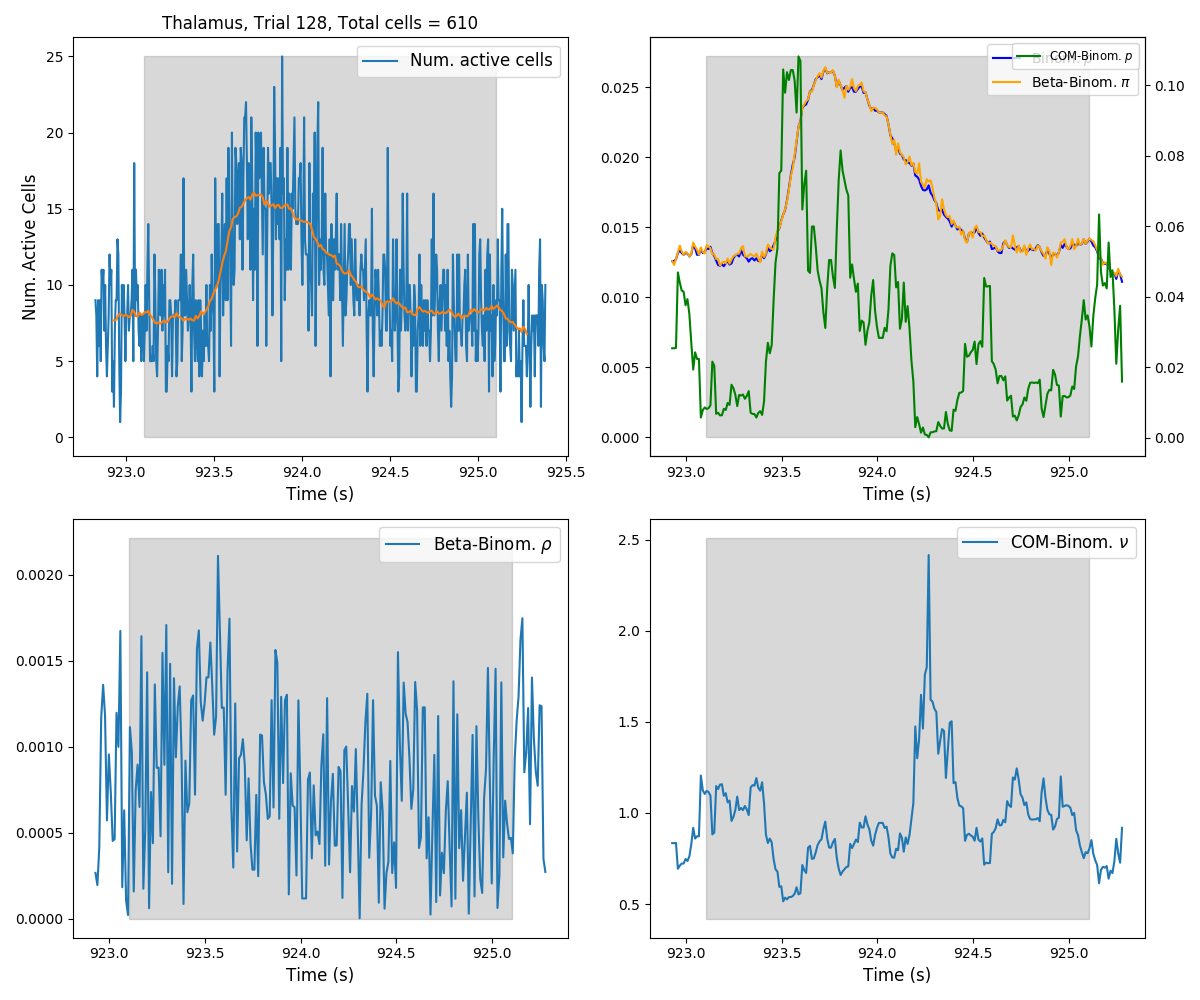 Thalamus, Trial 128, Total cells = 610
Num. active cells
Num. Active Cells
25
20
15
10
5
0
923.0 923.5 924.0 924.5 925.0 925.5
Time (s)
COM-Binom. p
Beta-Binom. π
0.025
0.020
0.015
0.010
0.005
0.000
0.10
0.08
0.06
0.04
0.02
0.00
923.0 923.5 924.0 924.5 925.0
Time (s)
Beta-Binom. ρ
0.0020
0.0015
0.0010
0.0005
0.0000
923.0 923.5 924.0 924.5 925.0
Time (s)
COM-Binom. ν
2.5
2.0
1.5
1.0
0.5
923.0 923.5 924.0 924.5 925.0
Time (s)